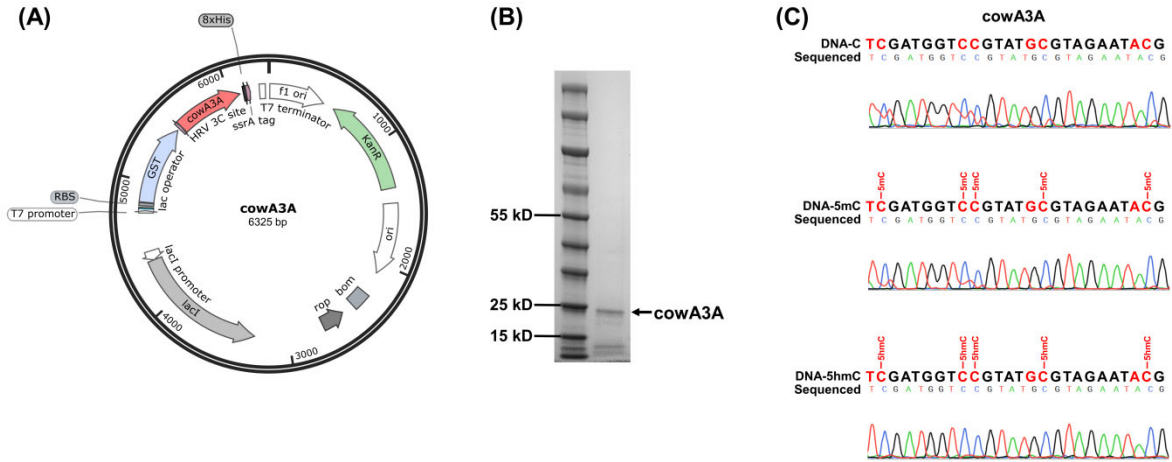 (A)
8xHis
6000
cowA3A
HRV 3C site
ssrA tag
T7 terminator
f1 ori
1000
KanR
GST
lac operator
5000
RBS
T7 promoter
cowA3A
6325 bp
ori
2000
lacI promoter
lacI
4000
rop
bom
3000
(B)
55 kD
25 kD
15 kD
cowA3A
(C)
cowA3A
DNA-C TCGATGGTCCGTATGCGTAGAATACG
Sequenced T C G A T G G T C C G T A T G C G T A G A A T A C G
5mC 5mC 5mC 5mC 5mC
DNA-5mC TCGATGGTCCGTATGCGTAGAATACG
Sequenced T C G A T G G T C C G T A T G C G T A G A A T A C G
5hmC 5hmC 5hmC 5hmC 5hmC
DNA-5hmC TCGATGGTCCGTATGCGTAGAATACG
Sequenced T C G A T G G T C C G T A T G C G T A G A A T A C G